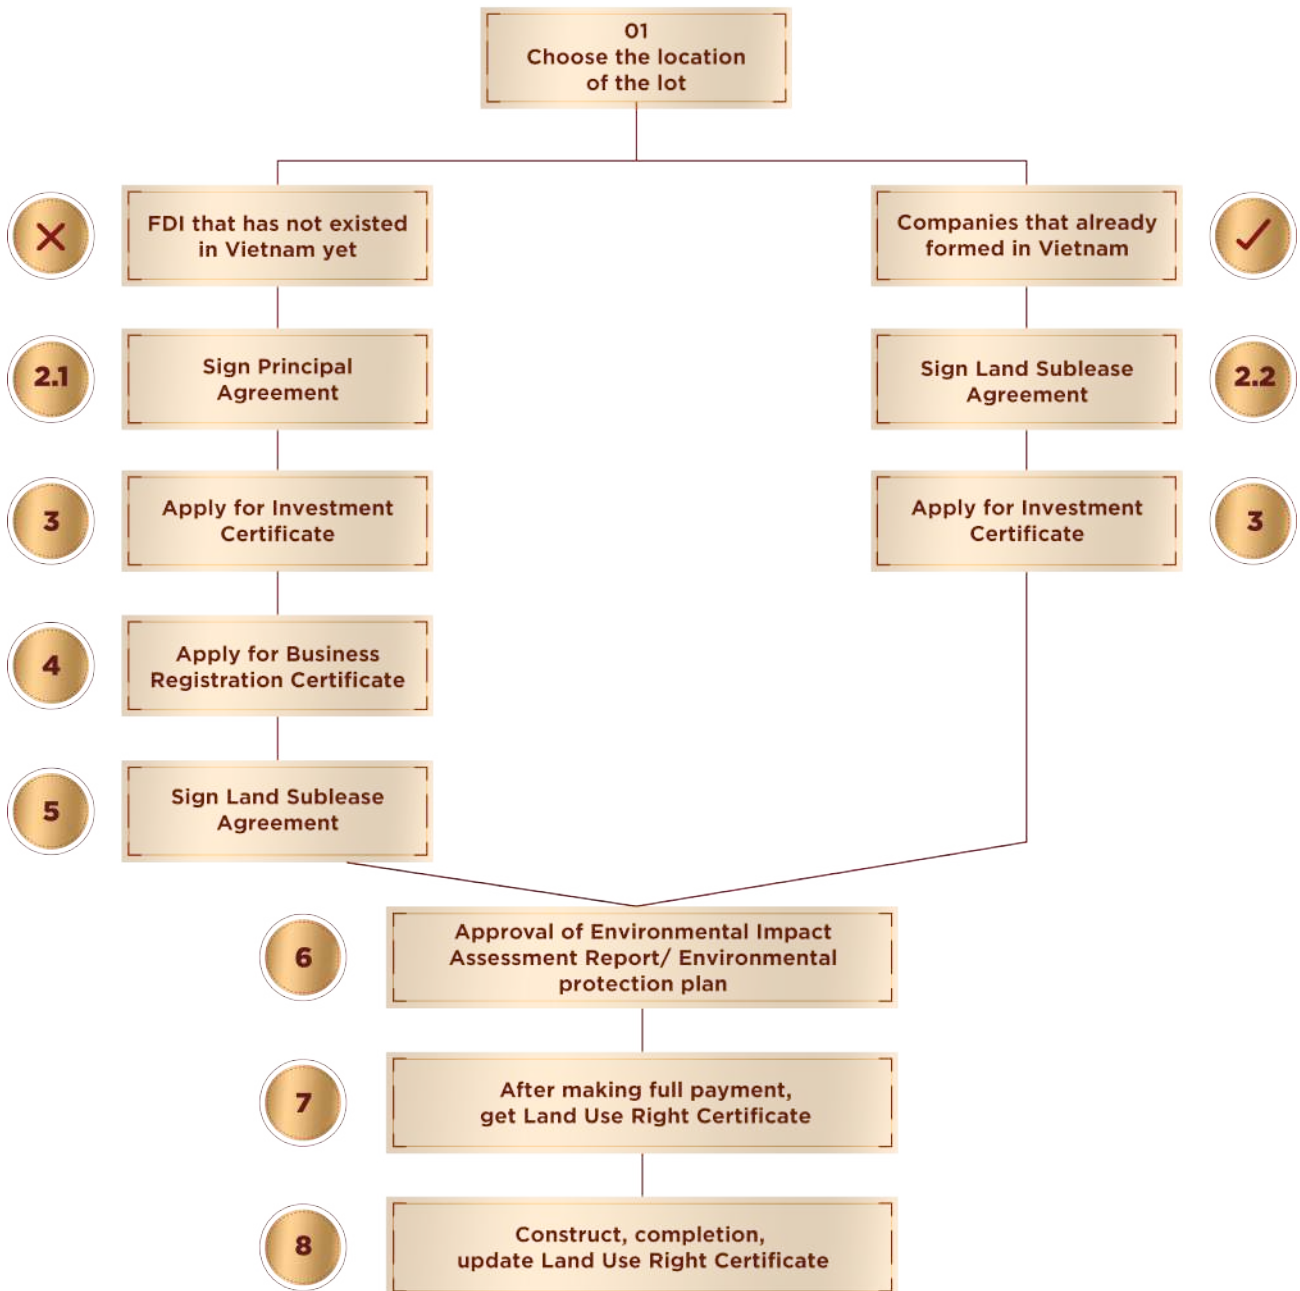 01
Choose the location
of the lot
FDI that has not existed
in Vietnam yet
Companies that already
formed in Vietnam
2.1
Sign Principal
Agreement
Sign Land Sublease
Agreement
2.2
3
Apply for Investment
Certificate
Apply for Investment
Certificate
3
4
Apply for Business
Registration Certificate
5
Sign Land Sublease
Agreement
6
Approval of Environmental Impact
Assessment Report/ Environmental
protection plan
7
After making full payment,
get Land Use Right Certificate
8
Construct, completion,
update Land Use Right Certificate